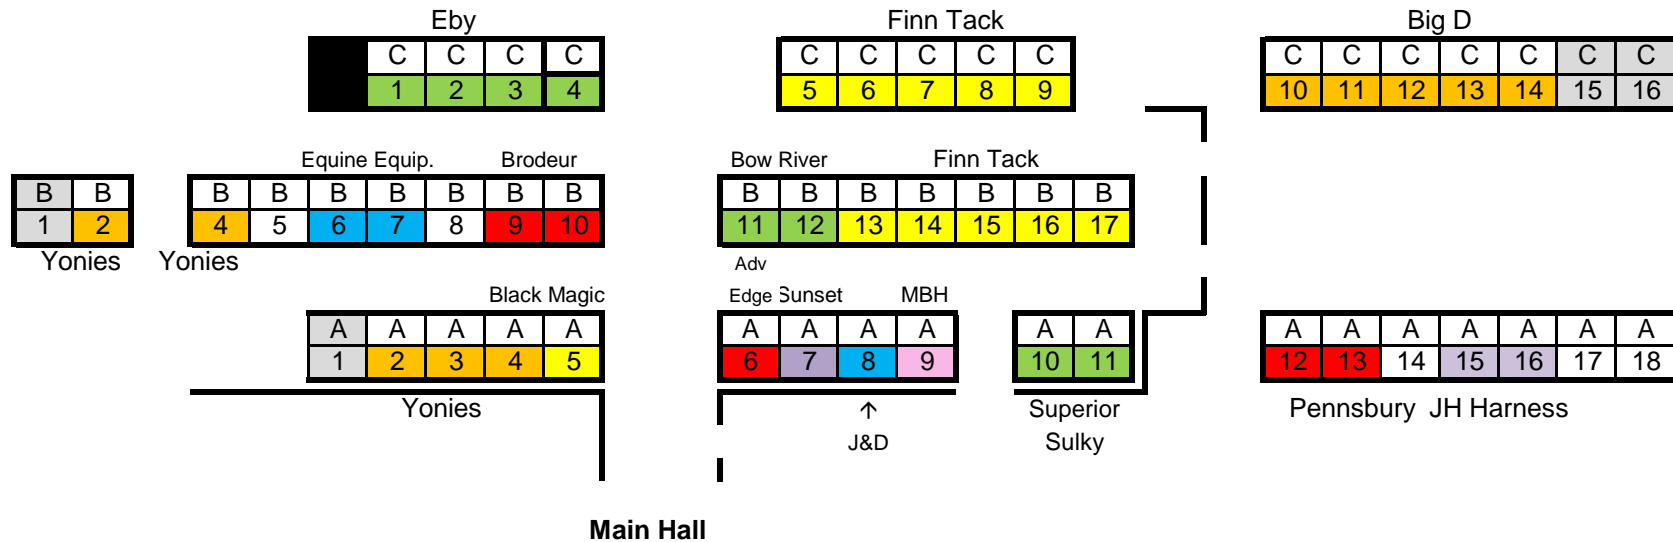 Eby Finn Tack Big D
C C C C C C C C C C C C C C C C
1 2 3 4 5 6 7 8 9 10 11 12 13 14 15 16
Equine Equip. Brodeur Bow River Finn Tack
B B B B B B B B B B B B B B B B
1 2 4 5 6 7 8 9 10 11 12 13 14 15 16 17
Yonies Yonies Adv
Black Magic Edge Sunset MBH
A A A A A A A A A A A A A A A A A A
1 2 3 4 5 6 7 8 9 10 11 12 13 14 15 16 17 18
Yonies ↑ Superior Pennsbury JH Harness
J&D Sulky
Main Hall